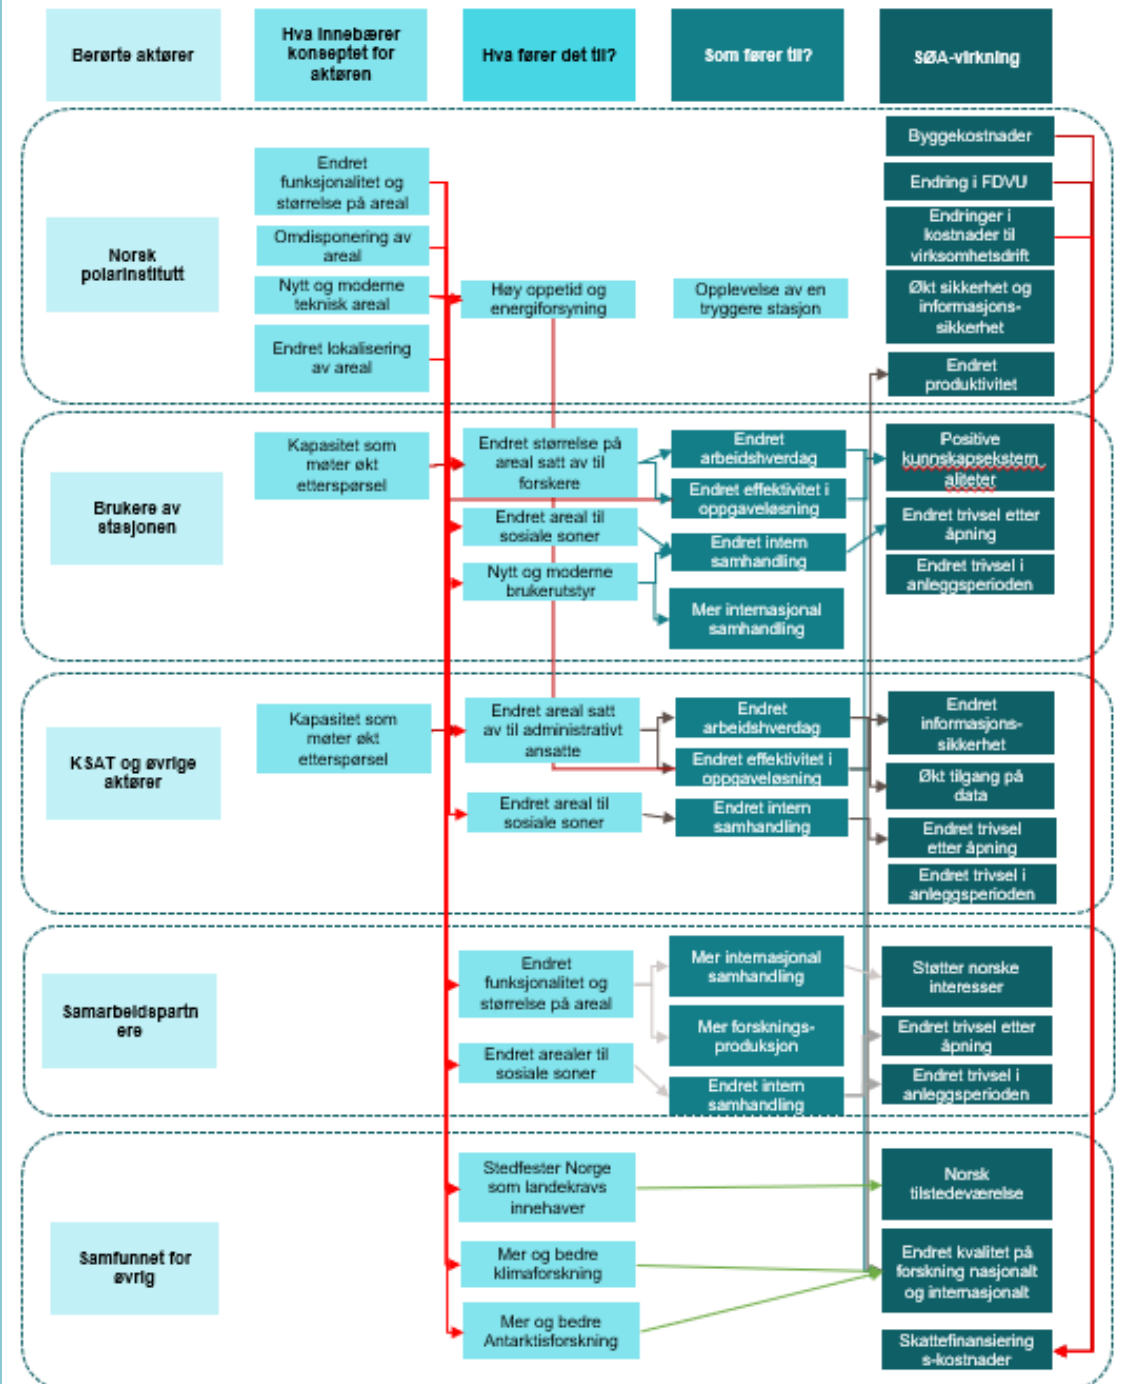 Berørte aktører
Hva Innebærer
konseptet for
aktøren
Hva fører det til?
Som fører til?
SØA-virkning
Norsk
polarinstitutt
Endret
funksjonalitet og
størrelse på areal
Omdisponering av
areal
Nytt og moderne
teknisk areal
Endret lokalisering
av areal
Høy oppetid og
energiforsyning
Opplevelse av en
tryggere stasjon
Byggekostnader
Endring i FDVU
Endringer i
kostnader til
virksomhetsdrift
Økt sikkerhet og
informasjons-
sikkerhet
Endret
produktivitet
Brukere av
stasjonen
Kapasitet som
møter økt
etterspørsel
Endret størrelse på
areal satt av til
forskere
Endret areal til
sosiale soner
Nytt og moderne
brukerutstyr
Endret
arbeidshverdag
Endret effektivitet i
oppgaveløsning
Endret intern
samhandling
Mer internasjonal
samhandling
Positive
kunnskapsekstern
aliteter
Endret trivsel etter
åpning
Endret trivsel i
anleggsperioden
KSAT og øvrige
aktører
Kapasitet som
møter økt
etterspørsel
Endret areal satt
av til administrativt
ansatte
Endret areal til
sosiale soner
Endret
arbeidshverdag
Endret effektivitet i
oppgaveløsning
Endret intern
samhandling
Endret
informasjons-
sikkerhet
Økt tilgang på
data
Endret trivsel
etter åpning
Endret trivsel i
anleggsperioden
Samarbeidspartn
ere
Endret
funksjonalitet og
størrelse på areal
Endret arealer til
sosiale soner
Mer internasjonal
samhandling
Mer forsknings-
produksjon
Endret intern
samhandling
Støtter norske
interesser
Endret trivsel etter
åpning
Endret trivsel i
anleggsperioden
Samfunnet for
øvrig
Stedfester Norge
som landekravs
innehaver
Mer og bedre
klimaforskning
Mer og bedre
Antarktisforskning
Norsk
tilstedeværelse
Endret kvalitet på
forskning nasjonalt
og internasjonalt
Skattefinansiering
s-kostnader